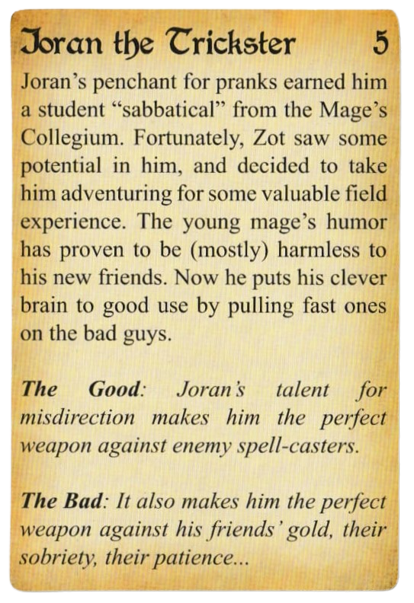 Joran the Trickster 5
Joran's penchant for pranks earned him
a student “sabbatical” from the Mage's
Collegium. Fortunately, Zot saw some
potential in him, and decided to take
him adventuring for some valuable field
experience. The young mage's humor
has proven to be (mostly) harmless to
his new friends. Now he puts his clever
brain to good use by pulling fast ones
on the bad guys.
The Good: Joran's talent for
misdirection makes him the perfect
weapon against enemy spell-casters.
The Bad: It also makes him the perfect
weapon against his friends' gold, their
sobriety, their patience...